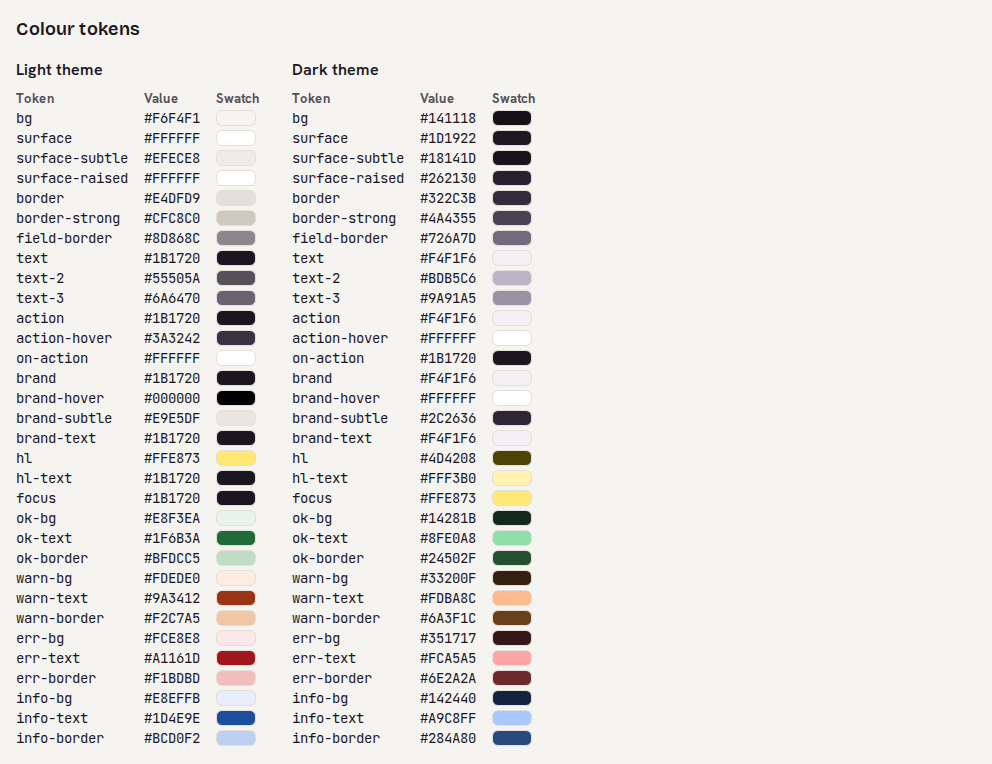 Colour tokens
Light theme
Token Value Swatch
bg #F6F4F1
surface #FFFFFF
surface-subtle #EFECE8
surface-raised #FFFFFF
border #E4DFD9
border-strong #CFC8C0
field-border #8D868C
text #1B1720
text-2 #55505A
text-3 #6A6470
action #1B1720
action-hover #3A3242
on-action #FFFFFF
brand #1B1720
brand-hover #000000
brand-subtle #E9E5DF
brand-text #1B1720
hl #FFE873
hl-text #1B1720
focus #1B1720
ok-bg #E8F3EA
ok-text #1F6B3A
ok-border #BFDCC5
warn-bg #FDEDE0
warn-text #9A3412
warn-border #F2C7A5
err-bg #FCE8E8
err-text #A1161D
err-border #F1BDBD
info-bg #E8EFFB
info-text #1D4E9E
info-border #BCD0F2
Dark theme
Token Value Swatch
bg #141118
surface #1D1922
surface-subtle #18141D
surface-raised #262130
border #322C3B
border-strong #4A4355
field-border #726A7D
text #F4F1F6
text-2 #BDB5C6
text-3 #9A91A5
action #F4F1F6
action-hover #FFFFFF
on-action #1B1720
brand #F4F1F6
brand-hover #FFFFFF
brand-subtle #2C2636
brand-text #F4F1F6
hl #4D4208
hl-text #FFF3B0
focus #FFE873
ok-bg #14281B
ok-text #8FE0A8
ok-border #24502F
warn-bg #33200F
warn-text #FDBA8C
warn-border #6A3F1C
err-bg #351717
err-text #FCA5A5
err-border #6E2A2A
info-bg #142440
info-text #A9C8FF
info-border #284A80